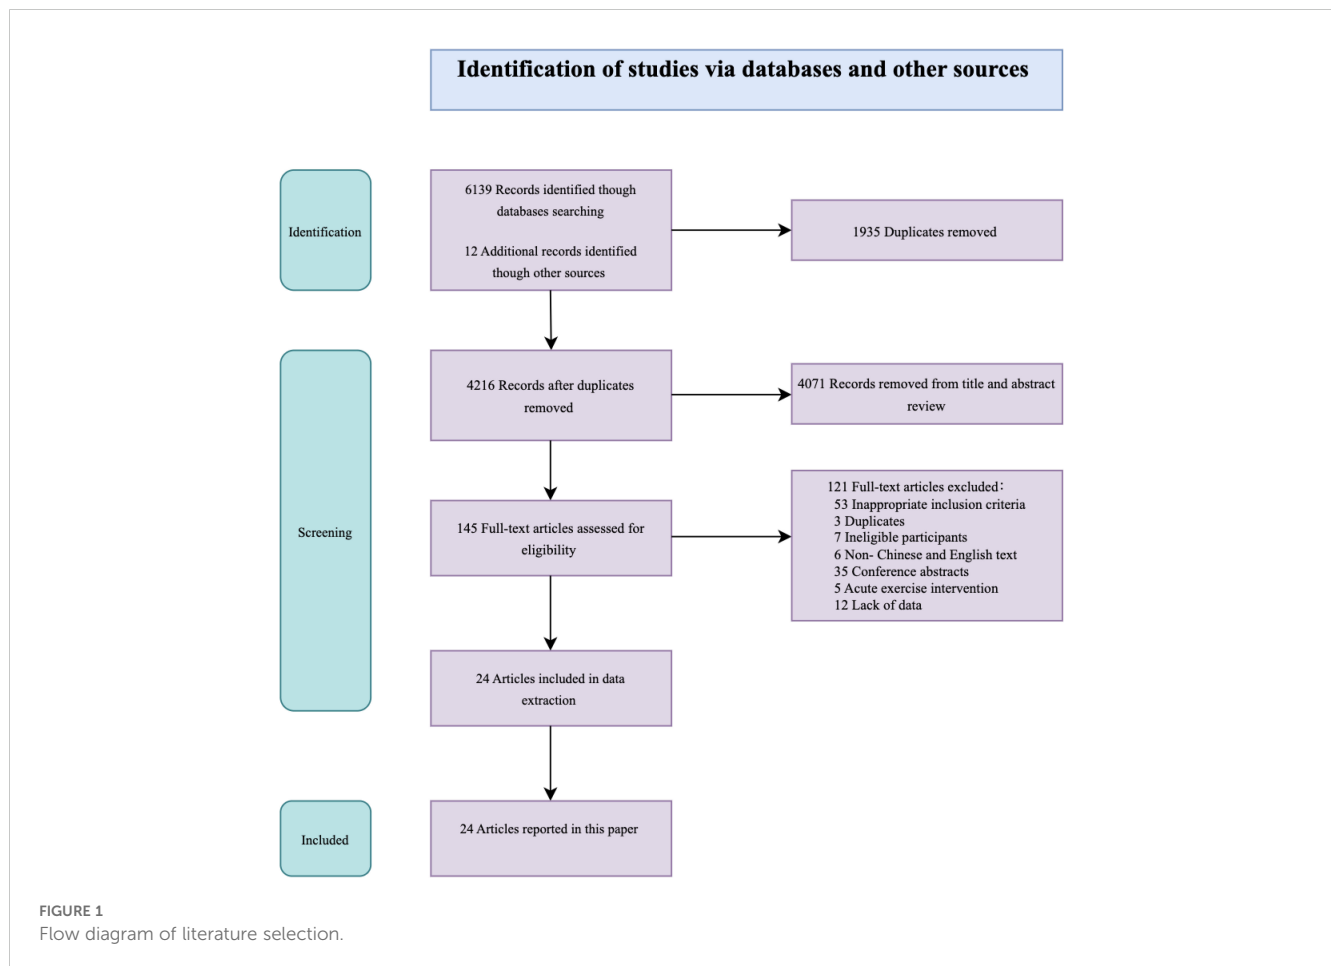 Identification of studies via databases and other sources
Identification
6139 Records identified though
databases searching
12 Additional records identified
though other sources
1935 Duplicates removed
Screening
4216 Records after duplicates
removed
4071 Records removed from title and abstract
review
145 Full-text articles assessed for
eligibility
121 Full-text articles excluded：
53 Inappropriate inclusion criteria
3 Duplicates
7 Ineligible participants
6 Non- Chinese and English text
35 Conference abstracts
5 Acute exercise intervention
12 Lack of data
24 Articles included in data
extraction
Included
24 Articles reported in this paper
FIGURE 1
Flow diagram of literature selection.